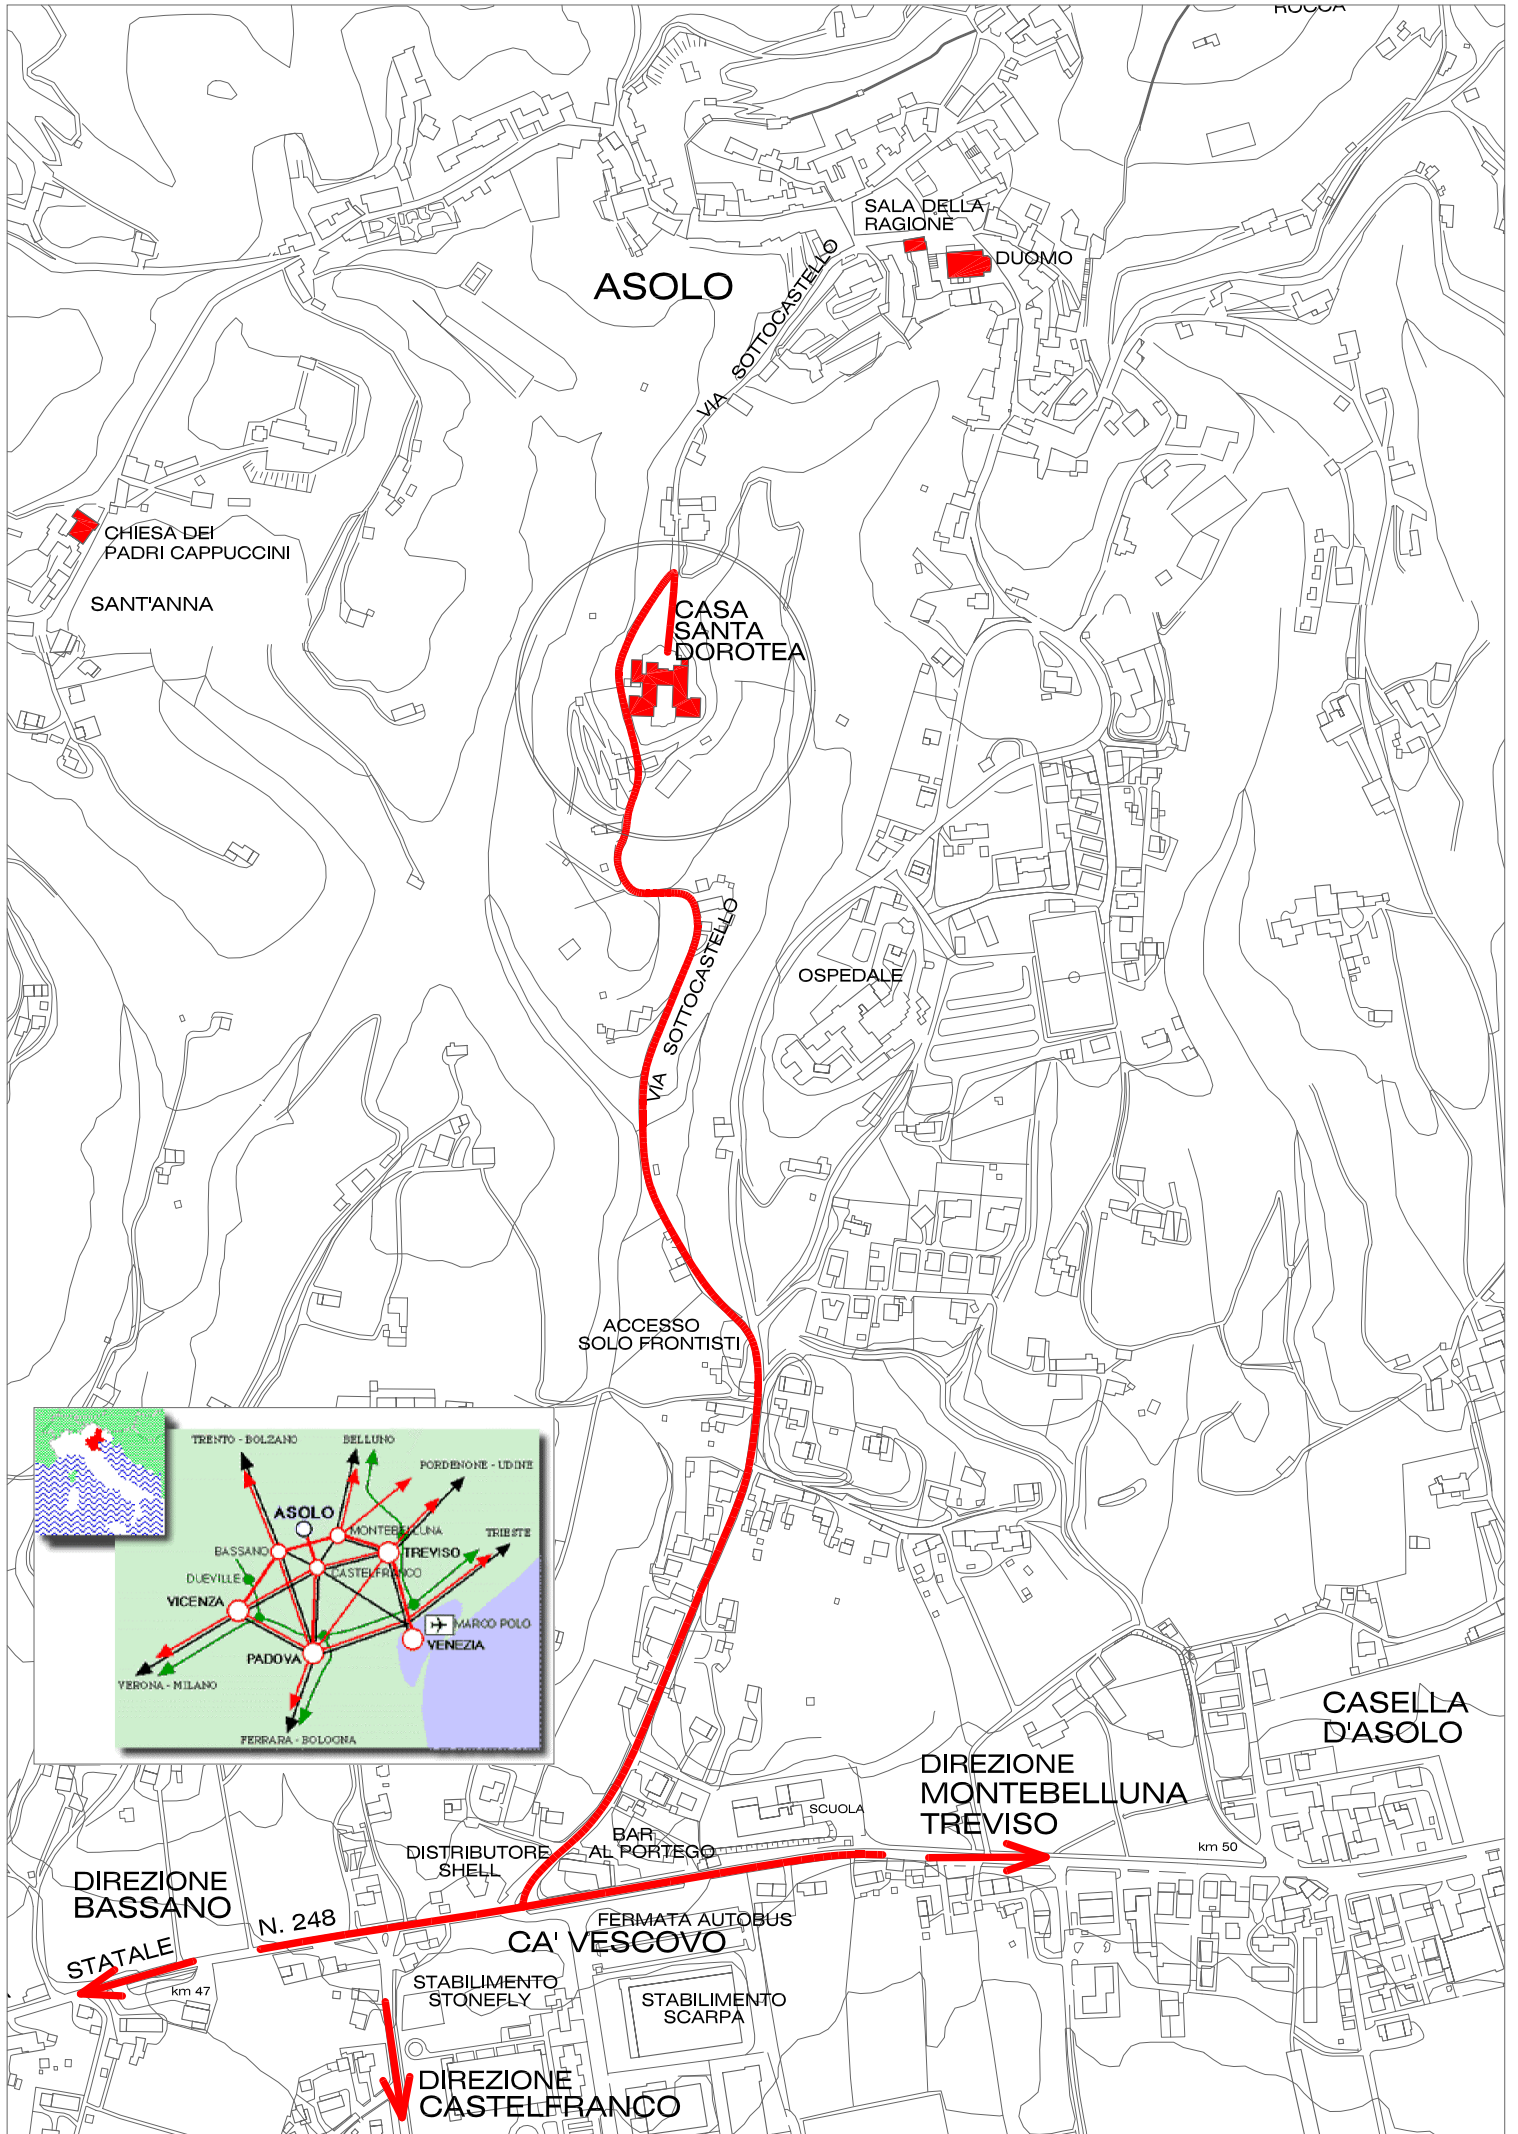 ROCCA
SALA DELLA
RAGIONE
DUOMO
ASOLO
VIA SOTTOCASTELLO
CHIESA DEI
PADRI CAPPUCCINI
SANT'ANNA
CASA
SANTA
DOROTEA
OSPEDALE
VIA SOTTOCASTELLO
ACCESSO
SOLO FRONTISTI
TRENTO - BOLZANO
BELLUNO
PORDENONE - UDINE
ASOLO
MONTEBELLUNA
TRIESTE
BASSANO
TREVISO
CASTELFRANCO
DUEVILLE
VICENZA
MARCO POLO
VENEZIA
PADOVA
VERONA - MILANO
FERRARA - BOLOGNA
CASELLA
D'ASOLO
DIREZIONE
MONTEBELLUNA
TREVISO
SCUOLA
BAR
AL PORTEGO
km 50
DISTRIBUTORE
SHELL
DIREZIONE
BASSANO
STATALE N. 248
FERMATA AUTOBUS
CA' VESCOVO
km 47
STABILIMENTO
STONEFLY
STABILIMENTO
SCARPA
DIREZIONE
CASTELFRANCO